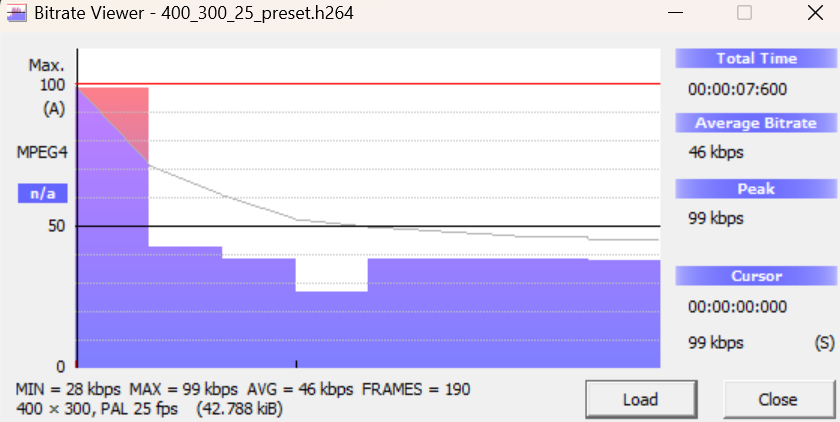 Bitrate Viewer - 400_300_25_preset.h264
Max.
100
(A)
MPEG4
n/a
50
0
Total Time
00:00:07:600
Average Bitrate
46 kbps
Peak
99 kbps
Cursor
00:00:00:000
99 kbps (S)
MIN = 28 kbps MAX = 99 kbps AVG = 46 kbps FRAMES = 190
400 × 300, PAL 25 fps (42.788 kiB)
Load Close